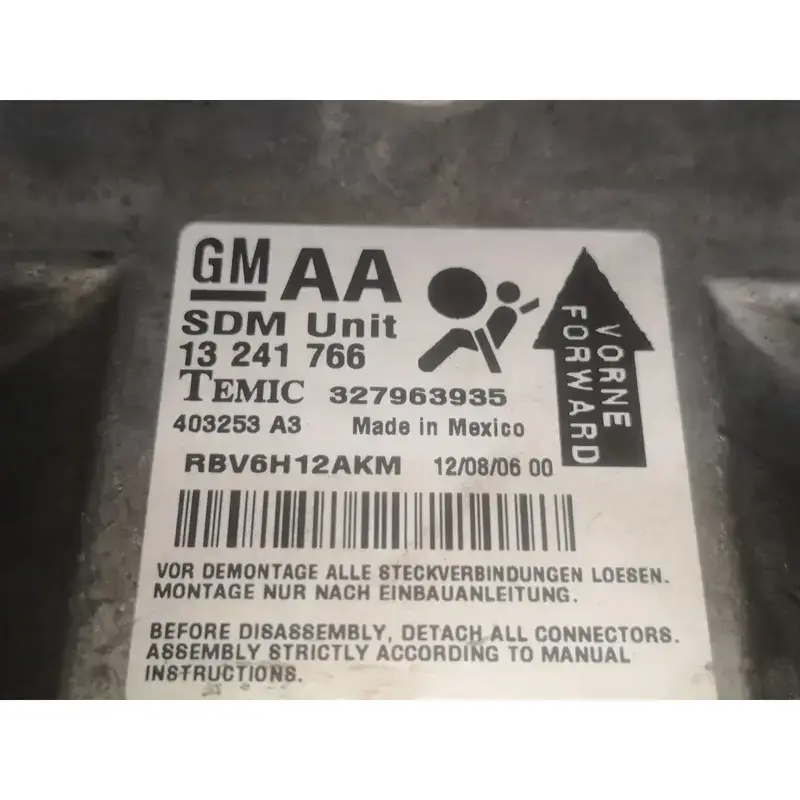 GM AA
SDM Unit
13 241 766
TEMIC 327963935
403253 A3 Made in Mexico
RBV6H12AKM 12/08/06 00
VORNE
FORWARD
VOR DEMONTAGE ALLE STECKVERBINDUNGEN LOESEN.
MONTAGE NUR NACH EINBAUANLEITUNG.
BEFORE DISASSEMBLY, DETACH ALL CONNECTORS.
ASSEMBLY STRICTLY ACCORDING TO MANUAL
INSTRUCTIONS.